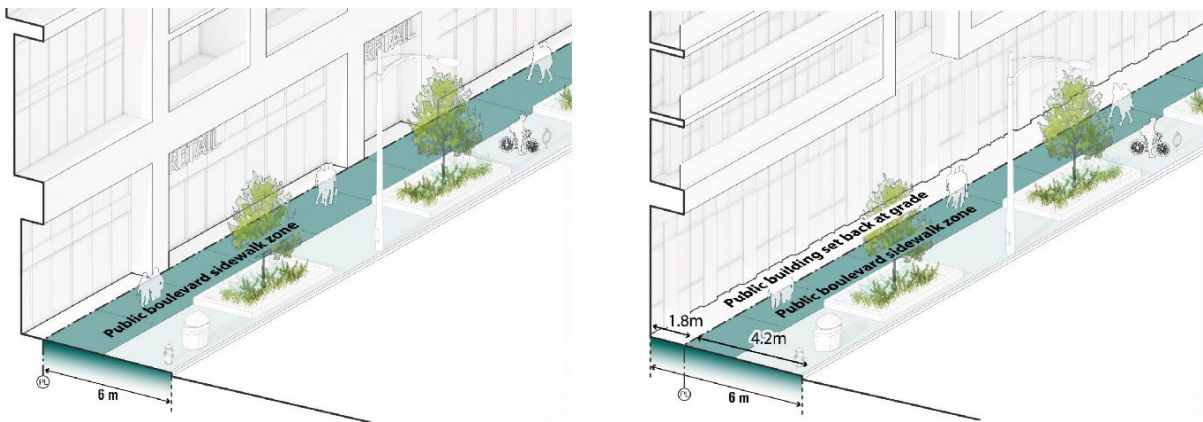 RETAIL
RETAIL
Public boulevard sidewalk zone
PL
6 m
Public building set back at grade
Public boulevard sidewalk zone
1.8m
4.2m
PL
6 m